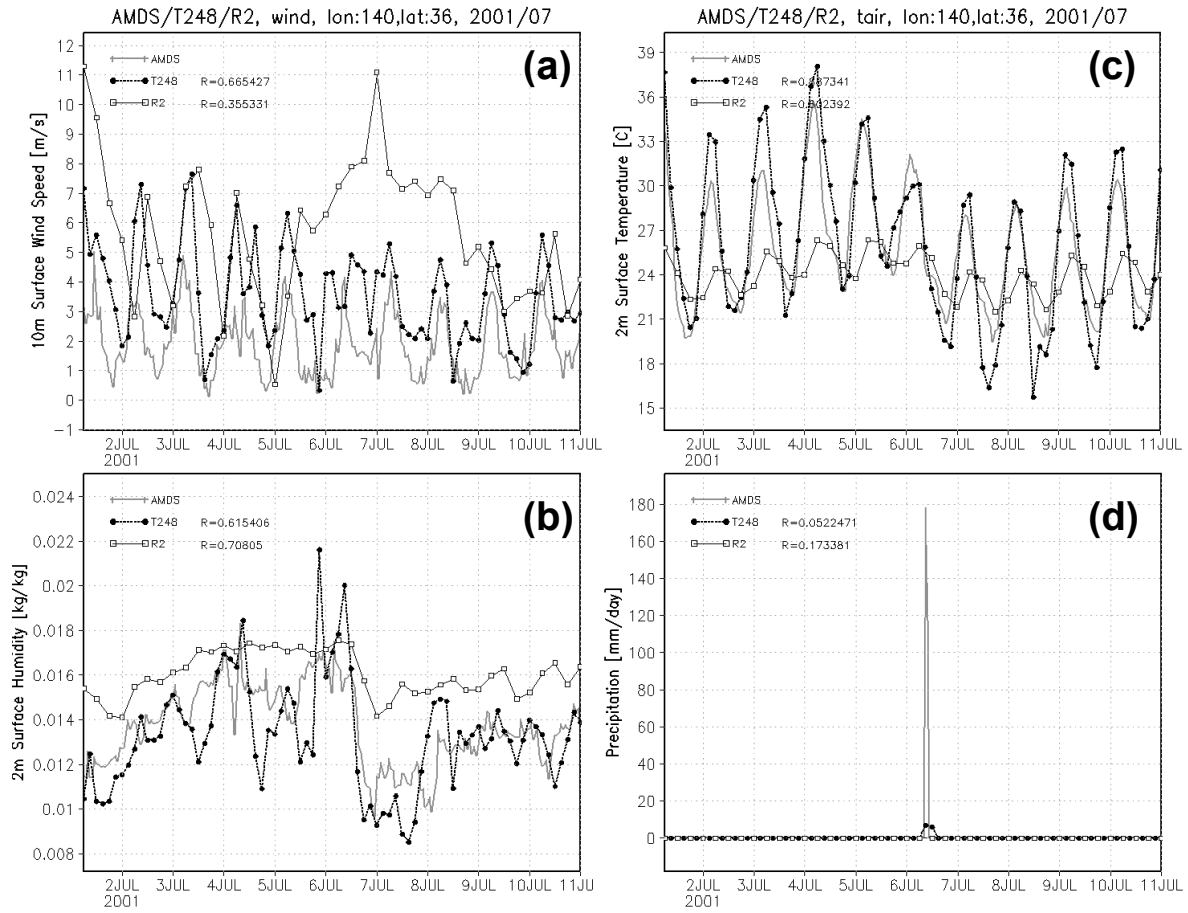 AMDS/T248/R2, wind, lon:140,lat:36, 2001/07
(a)
AMDS
T248 R=0.665427
R2 R=0.355331
10m Surface Wind Speed [m/s]
12
11
10
9
8
7
6
5
4
3
2
1
0
−1
2JUL 3JUL 4JUL 5JUL 6JUL 7JUL 8JUL 9JUL 10JUL 11JUL
2001
AMDS/T248/R2, tair, lon:140,lat:36, 2001/07
(c)
AMDS
T248
R2
2m Surface Temperature [C]
39
36
33
30
27
24
21
18
15
2JUL 3JUL 4JUL 5JUL 6JUL 7JUL 8JUL 9JUL 10JUL 11JUL
2001
(b)
AMDS
T248 R=0.615406
R2 R=0.70805
2m Surface Humidity [kg/kg]
0.024
0.022
0.02
0.018
0.016
0.014
0.012
0.01
0.008
2JUL 3JUL 4JUL 5JUL 6JUL 7JUL 8JUL 9JUL 10JUL 11JUL
2001
(d)
AMDS
T248 R=0.0522471
R2 R=0.173381
Precipitation [mm/day]
180
160
140
120
100
80
60
40
20
0
2JUL 3JUL 4JUL 5JUL 6JUL 7JUL 8JUL 9JUL 10JUL 11JUL
2001